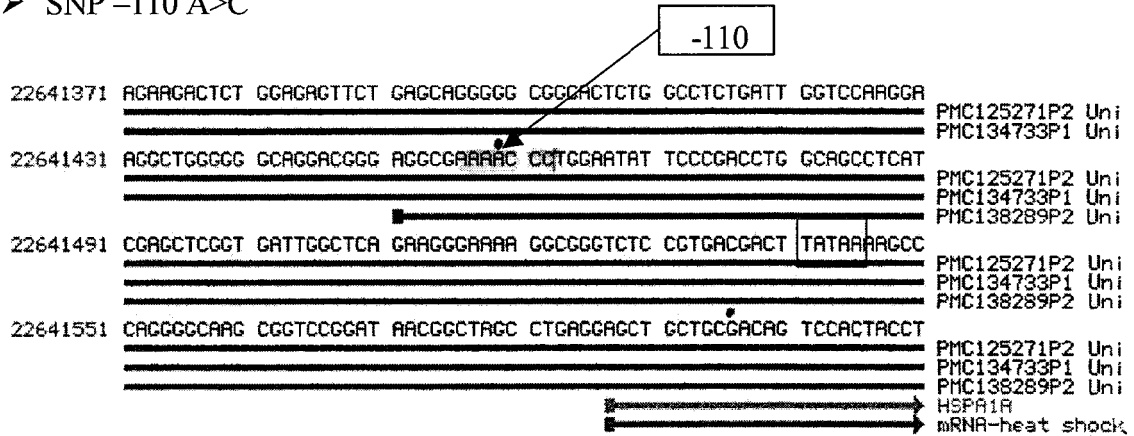 ➤ SNP –110 A>C
-110
22641371 AGAAGACTCT GGAGAGTTCT GAGCAGGGGG CGGCACTCTG GCCTCTGATT GGTCCAAGGA
PMC125271P2 Uni
PMC134733P1 Uni
22641431 AGGCTGGGGG GCAGGACGGG AGGCGAAAAC CCTGGAATAT TCCCGACCTG GCAGCCTCAT
PMC125271P2 Uni
PMC134733P1 Uni
PMC138289P2 Uni
22641491 CGAGCTCGGT GATTGGCTCA GAAGGGAAAA GGCGGGTCTC CGTGACGACT TATAAAAGCC
PMC125271P2 Uni
PMC134733P1 Uni
PMC138289P2 Uni
22641551 CAGGGGCAAG CGGTCCGGAT AACGGCTAGC CTGAGGAGCT GCTGCGACAG TCCACTACCT
PMC125271P2 Uni
PMC134733P1 Uni
PMC138289P2 Uni
HSPA1A
mRNA-heat shock